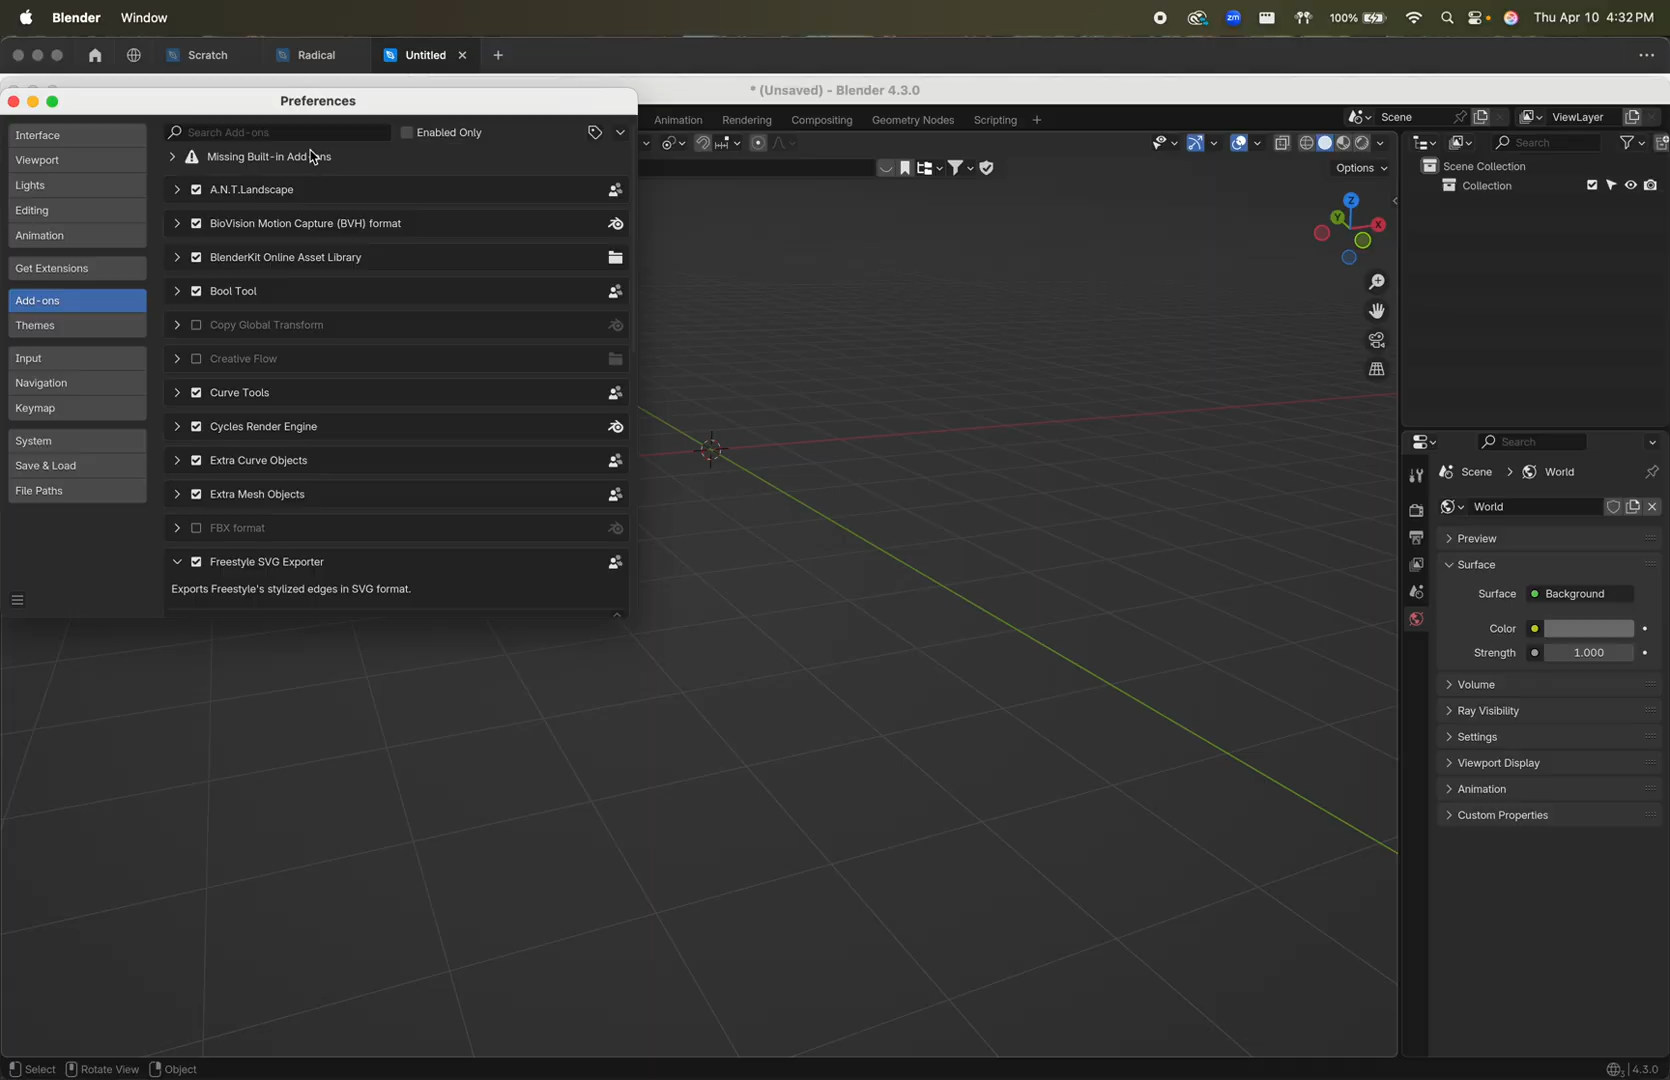 Blender Window zm 100% Thu Apr 10 4:32 PM
Scratch Radical Untitled
* (Unsaved) - Blender 4.3.0
Preferences
Animation Rendering Compositing Geometry Nodes Scripting + Scene ViewLayer
Interface
Viewport
Lights
Editing
Animation
Get Extensions
Add-ons
Themes
Input
Navigation
Keymap
System
Save & Load
File Paths
Search Add-ons Enabled Only
Missing Built-in Add-ons
A.N.T.Landscape
BioVision Motion Capture (BVH) format
BlenderKit Online Asset Library
Bool Tool
Copy Global Transform
Creative Flow
Curve Tools
Cycles Render Engine
Extra Curve Objects
Extra Mesh Objects
FBX format
Freestyle SVG Exporter
Exports Freestyle's stylized edges in SVG format.
Options
Z
Y
X
Search
Scene Collection
Collection
Search
Scene World
World
Preview
Surface
Surface Background
Color
Strength 1.000
Volume
Ray Visibility
Settings
Viewport Display
Animation
Custom Properties
Select Rotate View Object 4.3.0